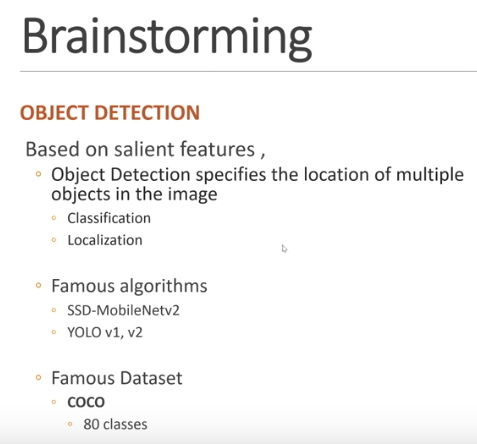 Brainstorming
OBJECT DETECTION
Based on salient features ,
Object Detection specifies the location of multiple
objects in the image
Classification
Localization
Famous algorithms
SSD-MobileNetv2
YOLO v1, v2
Famous Dataset
COCO
80 classes